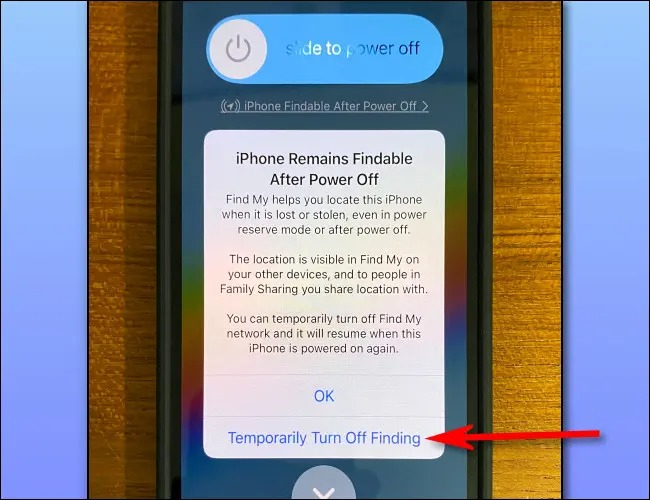 slide to power off
iPhone Findable After Power Off >
iPhone Remains Findable
After Power Off
Find My helps you locate this iPhone
when it is lost or stolen, even in power
reserve mode or after power off.
The location is visible in Find My on
your other devices, and to people in
Family Sharing you share location with.
You can temporarily turn off Find My
network and it will resume when this
iPhone is powered on again.
OK
Temporarily Turn Off Finding